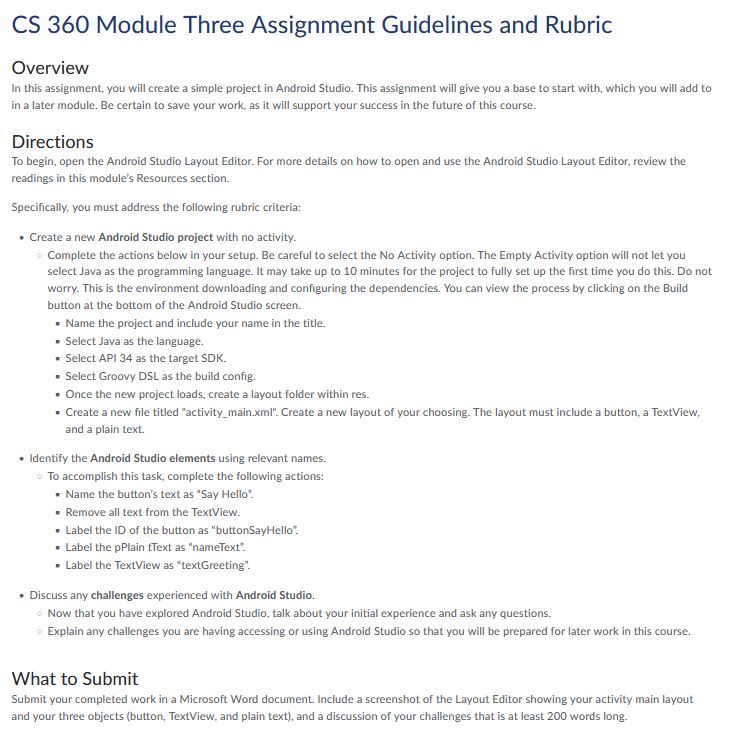 CS 360 Module Three Assignment Guidelines and Rubric
Overview
In this assignment, you will create a simple project in Android Studio. This assignment will give you a base to start with, which you will add to
in a later module. Be certain to save your work, as it will support your success in the future of this course.
Directions
To begin, open the Android Studio Layout Editor. For more details on how to open and use the Android Studio Layout Editor, review the
readings in this module's Resources section.
Specifically, you must address the following rubric criteria:
• Create a new Android Studio project with no activity.
○ Complete the actions below in your setup. Be careful to select the No Activity option. The Empty Activity option will not let you
select Java as the programming language. It may take up to 10 minutes for the project to fully set up the first time you do this. Do not
worry. This is the environment downloading and configuring the dependencies. You can view the process by clicking on the Build
button at the bottom of the Android Studio screen.
▪ Name the project and include your name in the title.
▪ Select Java as the language.
▪ Select API 34 as the target SDK.
▪ Select Groovy DSL as the build config.
▪ Once the new project loads, create a layout folder within res.
▪ Create a new file titled "activity_main.xml". Create a new layout of your choosing. The layout must include a button, a TextView,
and a plain text.
• Identify the Android Studio elements using relevant names.
○ To accomplish this task, complete the following actions:
▪ Name the button's text as "Say Hello".
▪ Remove all text from the TextView.
▪ Label the ID of the button as "buttonSayHello".
▪ Label the pPlain tText as "nameText".
▪ Label the TextView as "textGreeting".
• Discuss any challenges experienced with Android Studio.
○ Now that you have explored Android Studio, talk about your initial experience and ask any questions.
○ Explain any challenges you are having accessing or using Android Studio so that you will be prepared for later work in this course.
What to Submit
Submit your completed work in a Microsoft Word document. Include a screenshot of the Layout Editor showing your activity main layout
and your three objects (button, TextView, and plain text), and a discussion of your challenges that is at least 200 words long.